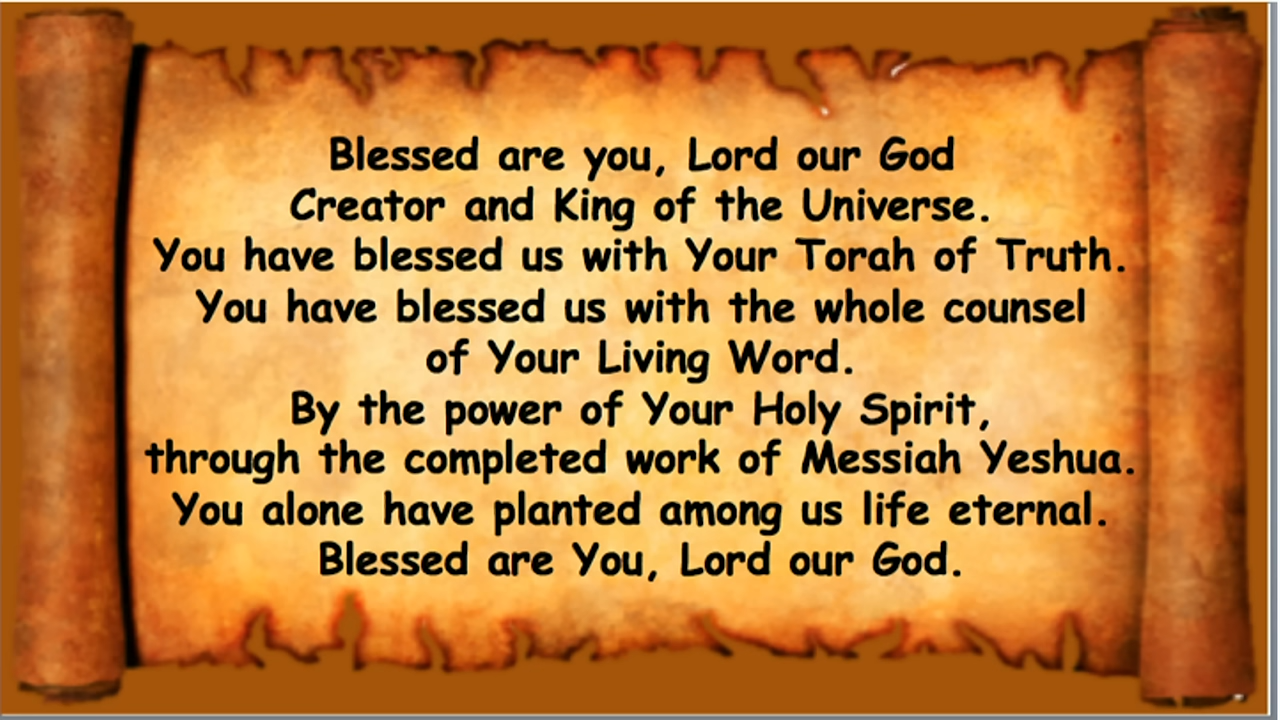 Blessed are you, Lord our God
Creator and King of the Universe.
You have blessed us with Your Torah of Truth.
You have blessed us with the whole counsel
of Your Living Word.
By the power of Your Holy Spirit,
through the completed work of Messiah Yeshua.
You alone have planted among us life eternal.
Blessed are You, Lord our God.